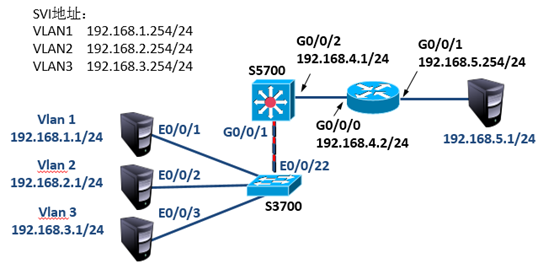 SVI地址:
VLAN1 192.168.1.254/24
VLAN2 192.168.2.254/24
VLAN3 192.168.3.254/24
G0/0/2
192.168.4.1/24
G0/0/1
192.168.5.254/24
S5700
Vlan 1
192.168.1.1/24
E0/0/1
G0/0/1
G0/0/0
192.168.4.2/24
192.168.5.1/24
Vlan 2
192.168.2.1/24
E0/0/2
E0/0/22
S3700
Vlan 3
192.168.3.1/24
E0/0/3